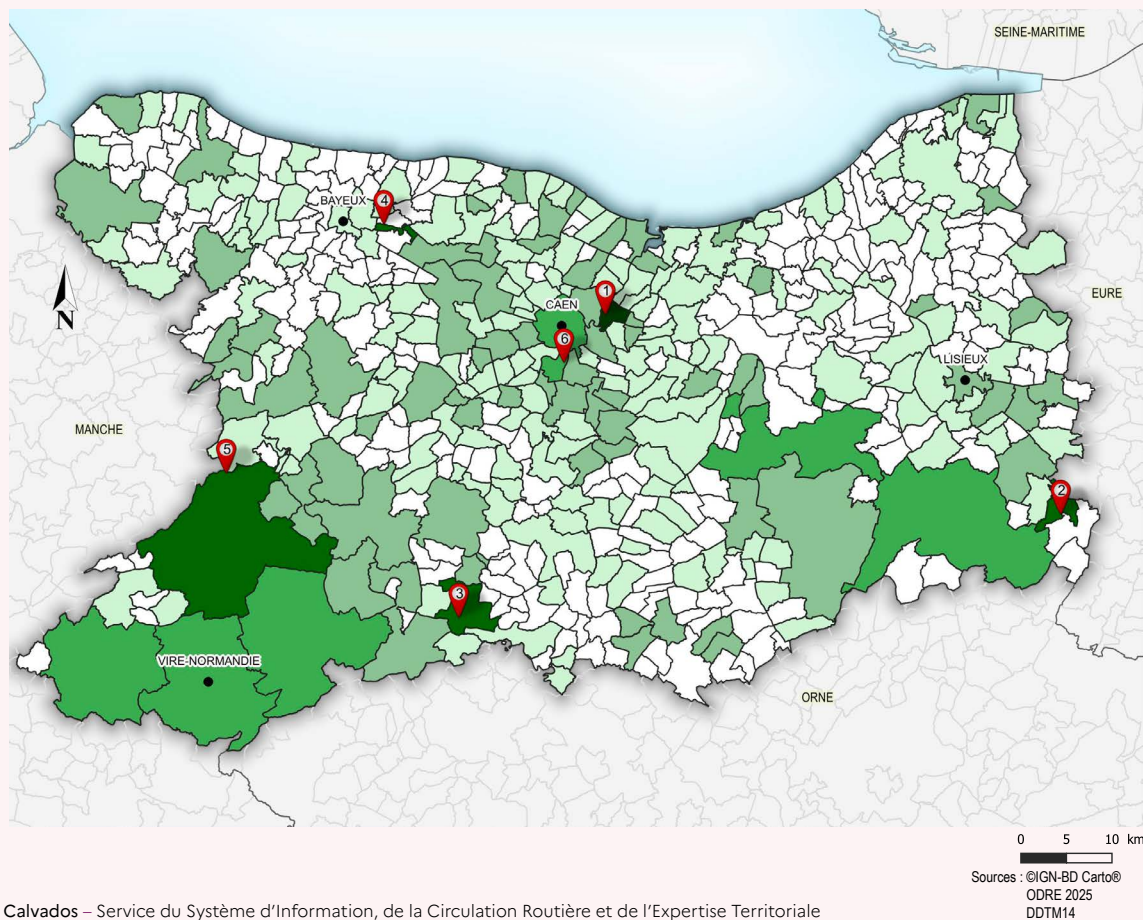 SEINE-MARITIME
BAYEUX
4
1
CAEN
EURE
6
LISIEUX
MANCHE
5
2
3
VIRE-NORMANDIE
ORNE
N
0 5 10 km
Sources : ©IGN-BD Carto®
ODRE 2025
DDTM14
Calvados – Service du Système d'Information, de la Circulation Routière et de l'Expertise Territoriale